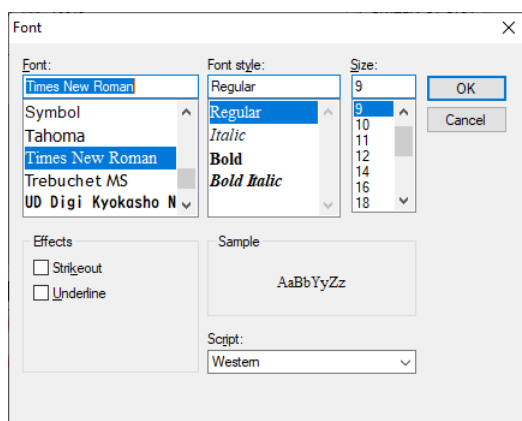 Font
Font:
Font style:
Size:
Times New Roman
Regular
9
OK
Cancel
Symbol
Tahoma
Times New Roman
Trebuchet MS
UD Digi Kyokasho N
Regular
Italic
Bold
Bold Italic
9
10
11
12
14
16
18
Effects
Strikeout
Underline
Sample
AaBbYyZz
Script:
Western